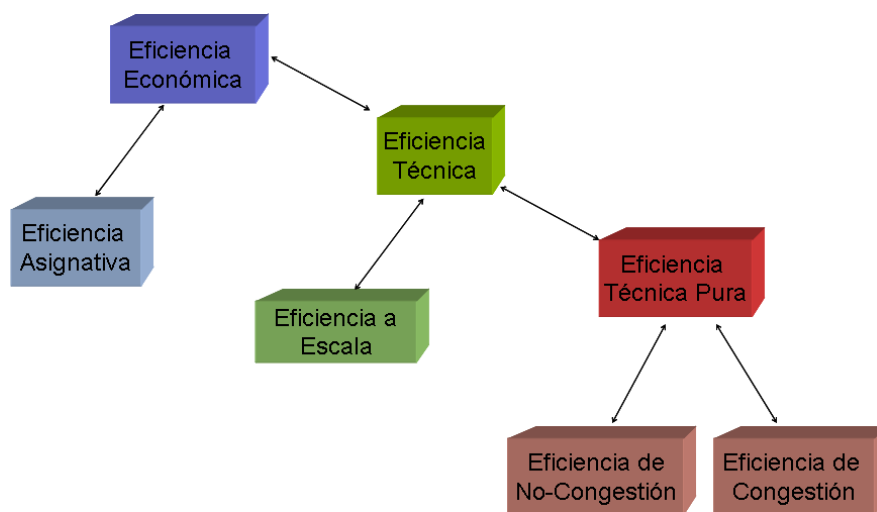 Eficiencia
Económica
Eficiencia
Técnica
Eficiencia
Asignativa
Eficiencia
Técnica Pura
Eficiencia a
Escala
Eficiencia de
No-Congestión
Eficiencia de
Congestión